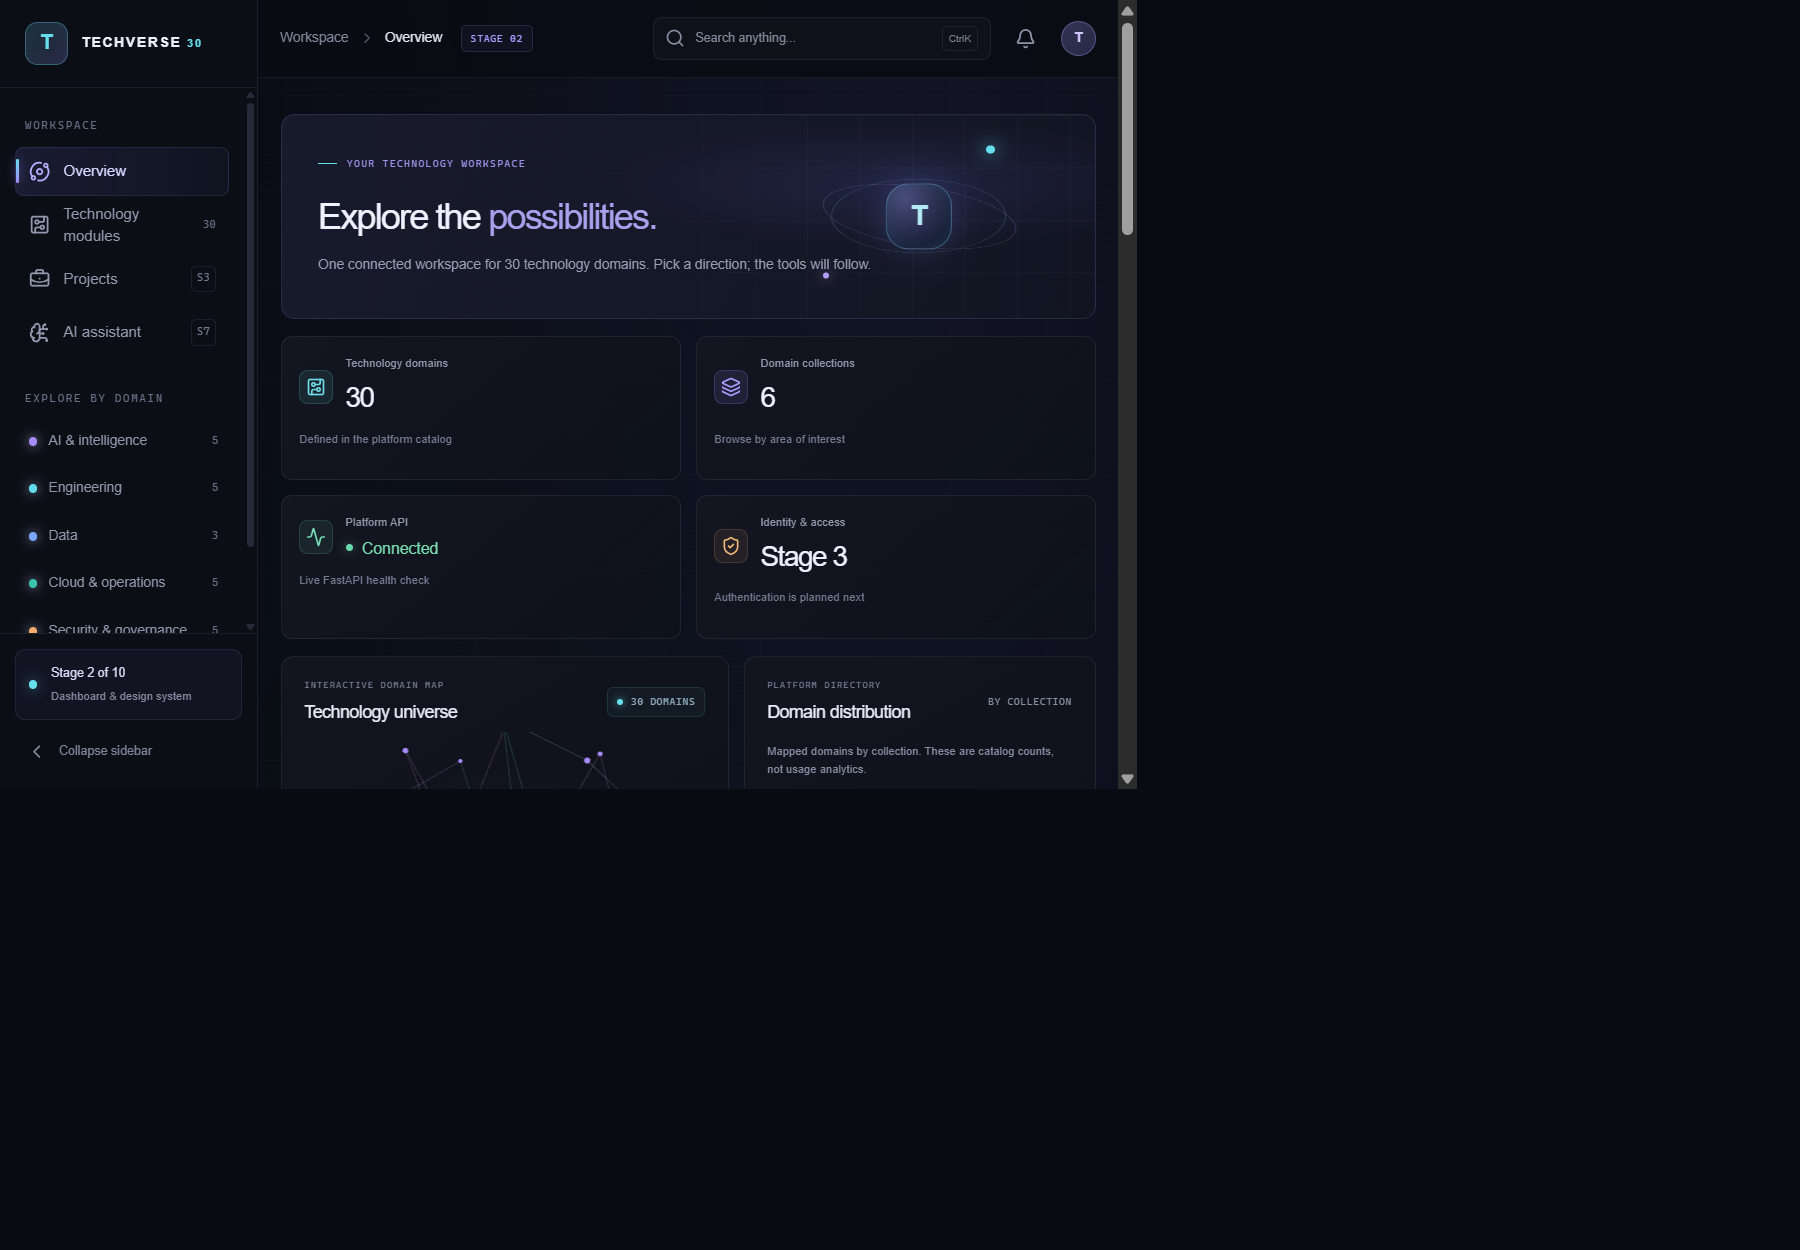 T TECHVERSE 30
WORKSPACE
Overview
Technology
modules
30
Projects
S3
AI assistant
S7
EXPLORE BY DOMAIN
AI & intelligence 5
Engineering 5
Data 3
Cloud & operations 5
Security & governance 5
Stage 2 of 10
Dashboard & design system
Collapse sidebar
Workspace > Overview STAGE 02
Search anything... CtrlK
T
YOUR TECHNOLOGY WORKSPACE
Explore the possibilities.
One connected workspace for 30 technology domains. Pick a direction; the tools will follow.
T
Technology domains
30
Defined in the platform catalog
Domain collections
6
Browse by area of interest
Platform API
Connected
Live FastAPI health check
Identity & access
Stage 3
Authentication is planned next
INTERACTIVE DOMAIN MAP
Technology universe
30 DOMAINS
PLATFORM DIRECTORY
Domain distribution
BY COLLECTION
Mapped domains by collection. These are catalog counts,
not usage analytics.